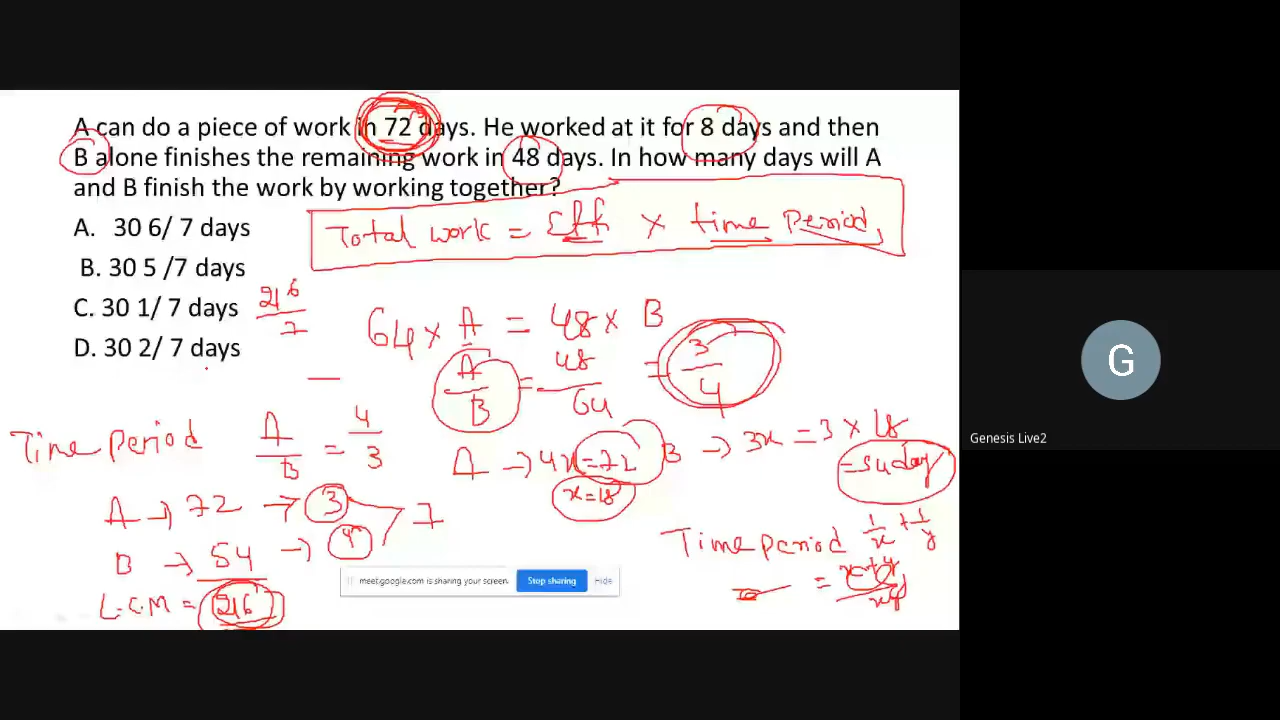 A can do a piece of work in 72 days. He worked at it for 8 days and then
B alone finishes the remaining work in 48 days. In how many days will A
and B finish the work by working together?
A. 30 6/ 7 days
B. 30 5 /7 days
C. 30 1/ 7 days
D. 30 2/ 7 days
Total work = Eff × time Period
216/7
64 × A = 48 × B
A/B = 48/64 = 3/4
Time Period A/B = 4/3
A → 4x = 72 B → 3x = 3 × 18
x = 18 = 54 day
A → 72 → 3
7
B → 54 → 4
L.C.M = 216
Time period 1/x + 1/y
meet.google.com is sharing your screen. Stop sharing Hide
G
Genesis Live2